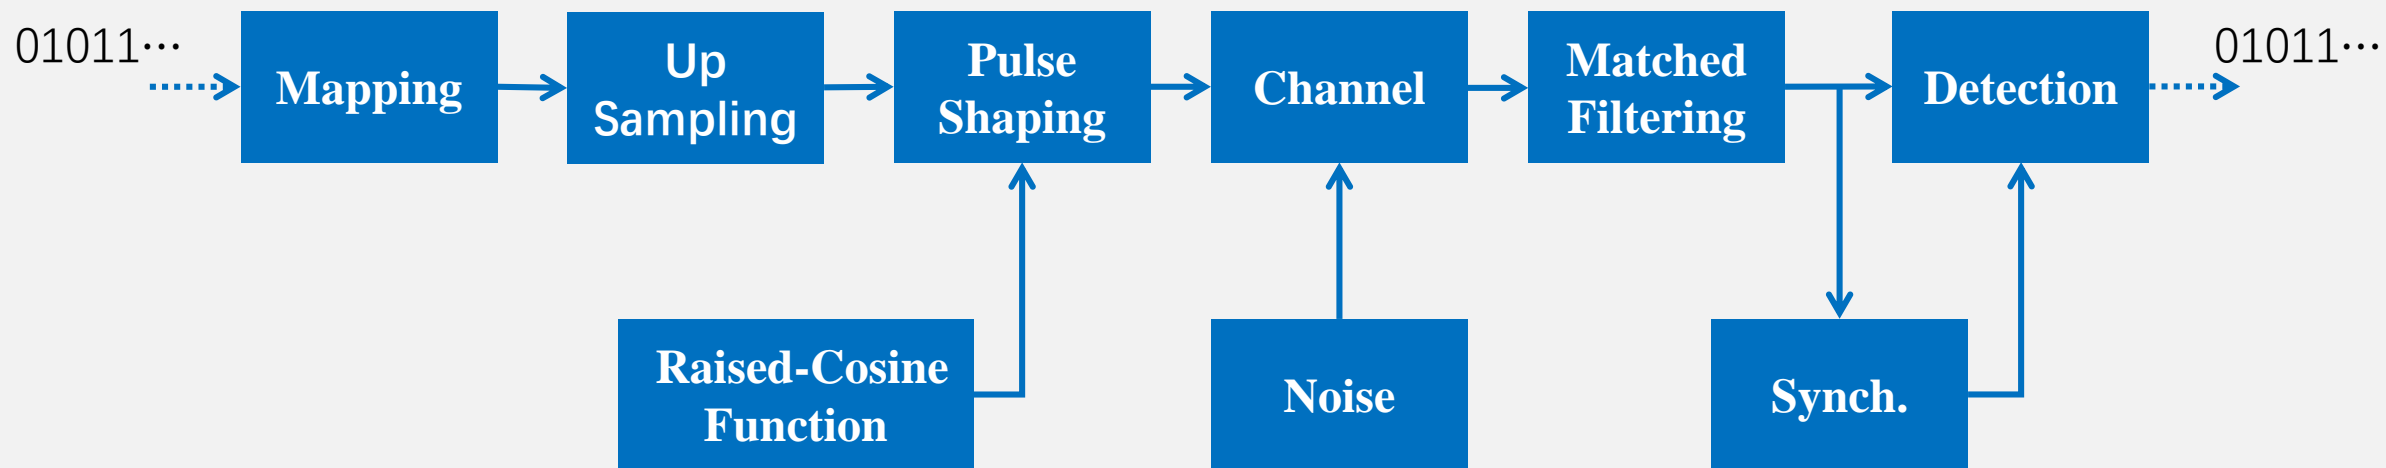 01011···
Mapping
Up
Sampling
Pulse
Shaping
Channel
Matched
Filtering
Detection
01011···
Raised-Cosine
Function
Noise
Synch.